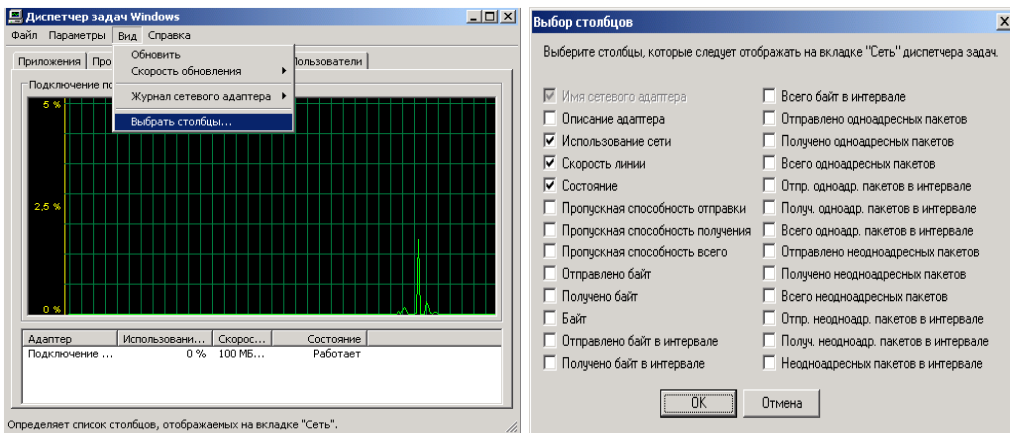 Диспетчер задач Windows
Файл Параметры Вид Справка
Обновить
Скорость обновления
Журнал сетевого адаптера
Выбрать столбцы...
Приложения Про ользователи
Подключение по
5 %
2,5 %
0 %
Адаптер Использовани... Скорос... Состояние
Подключение ... 0 % 100 МБ... Работает
Определяет список столбцов, отображаемых на вкладке "Сеть".
Выбор столбцов
Выберите столбцы, которые следует отображать на вкладке "Сеть" диспетчера задач.
Имя сетевого адаптера
Описание адаптера
Использование сети
Скорость линии
Состояние
Пропускная способность отправки
Пропускная способность получения
Пропускная способность всего
Отправлено байт
Получено байт
Байт
Отправлено байт в интервале
Получено байт в интервале
Всего байт в интервале
Отправлено одноадресных пакетов
Получено одноадресных пакетов
Всего одноадресных пакетов
Отпр. одноадр. пакетов в интервале
Получ. одноадр. пакетов в интервале
Всего одноадр. пакетов в интервале
Отправлено неодноадресных пакетов
Получено неодноадресных пакетов
Всего неодноадресных пакетов
Отпр. неодноадр. пакетов в интервале
Получ. неодноадр. пакетов в интервале
Неодноадресных пакетов в интервале
OK Отмена